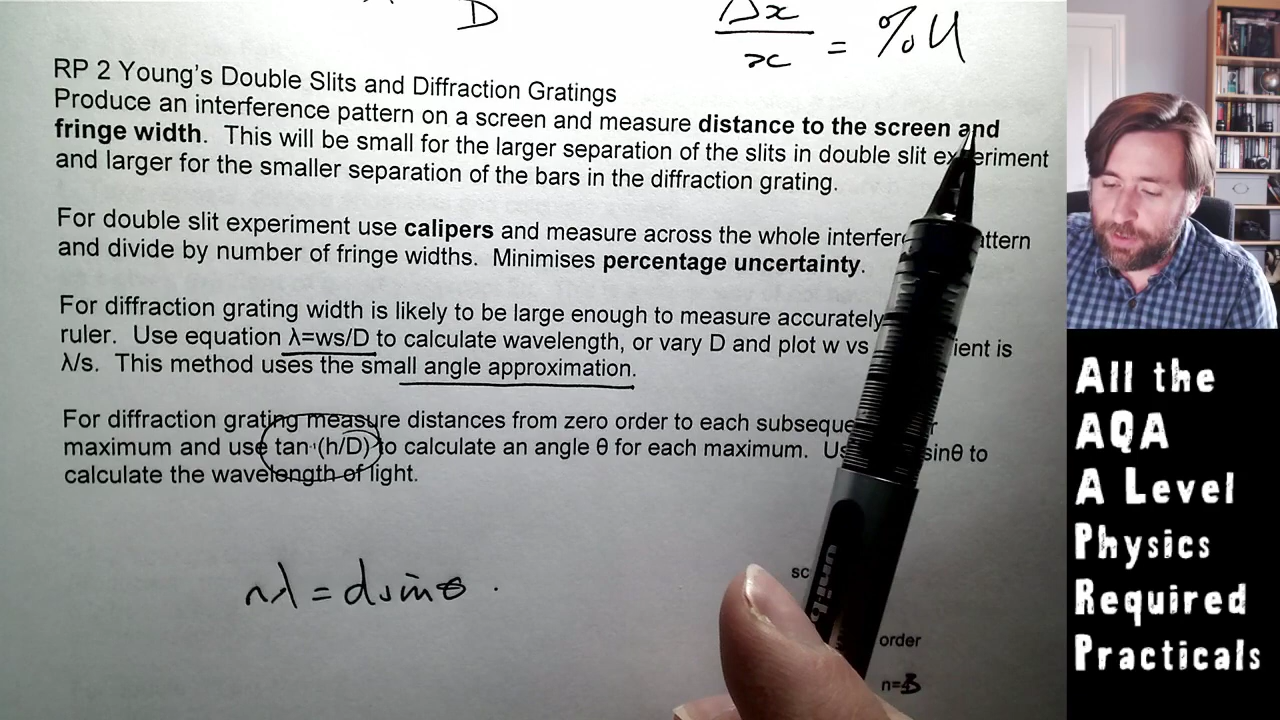 D
Δx
x = %U
RP 2 Young's Double Slits and Diffraction Gratings
Produce an interference pattern on a screen and measure distance to the screen and
fringe width. This will be small for the larger separation of the slits in double slit experiment
and larger for the smaller separation of the bars in the diffraction grating.
For double slit experiment use calipers and measure across the whole pattern
and divide by number of fringe widths. Minimises percentage uncertainty.
For diffraction grating width is likely to be large enough to measure accurately
ruler. Use equation λ=ws/D to calculate wavelength, or vary D and plot w vs is
λ/s. This method uses the small angle approximation.
For diffraction grating measure distances from zero order to each
maximum and use tan (h/D) to calculate an angle θ for each maximum. sinθ to
calculate the wavelength of light.
nλ = dsinθ
order
n=
uni
All the
AQA
A Level
Physics
Required
Practicals